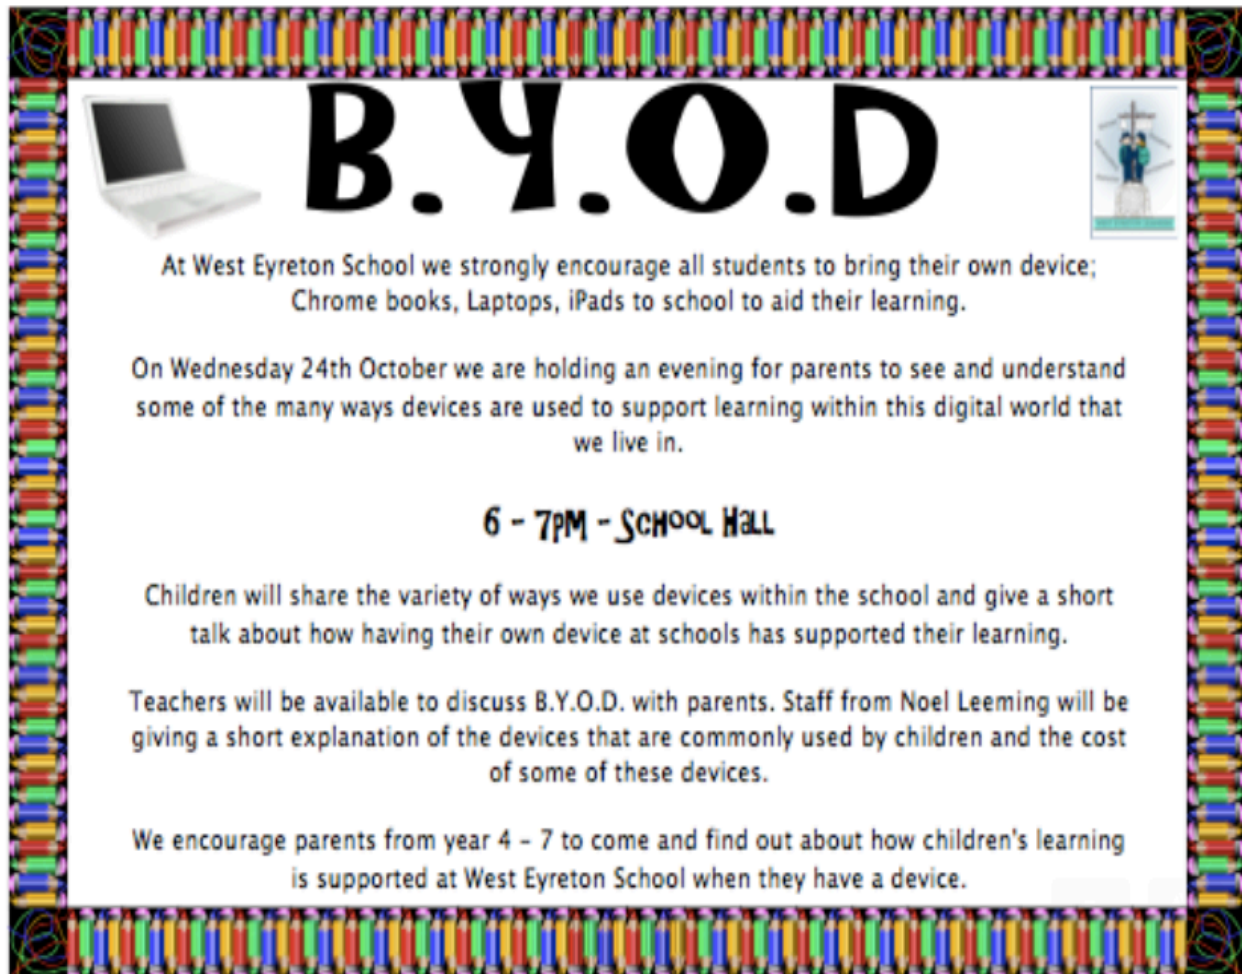 B.Y.O.D
At West Eyreton School we strongly encourage all students to bring their own device;
Chrome books, Laptops, iPads to school to aid their learning.
On Wednesday 24th October we are holding an evening for parents to see and understand
some of the many ways devices are used to support learning within this digital world that
we live in.
6 - 7PM - SCHOOL HaLL
Children will share the variety of ways we use devices within the school and give a short
talk about how having their own device at schools has supported their learning.
Teachers will be available to discuss B.Y.O.D. with parents. Staff from Noel Leeming will be
giving a short explanation of the devices that are commonly used by children and the cost
of some of these devices.
We encourage parents from year 4 – 7 to come and find out about how children's learning
is supported at West Eyreton School when they have a device.